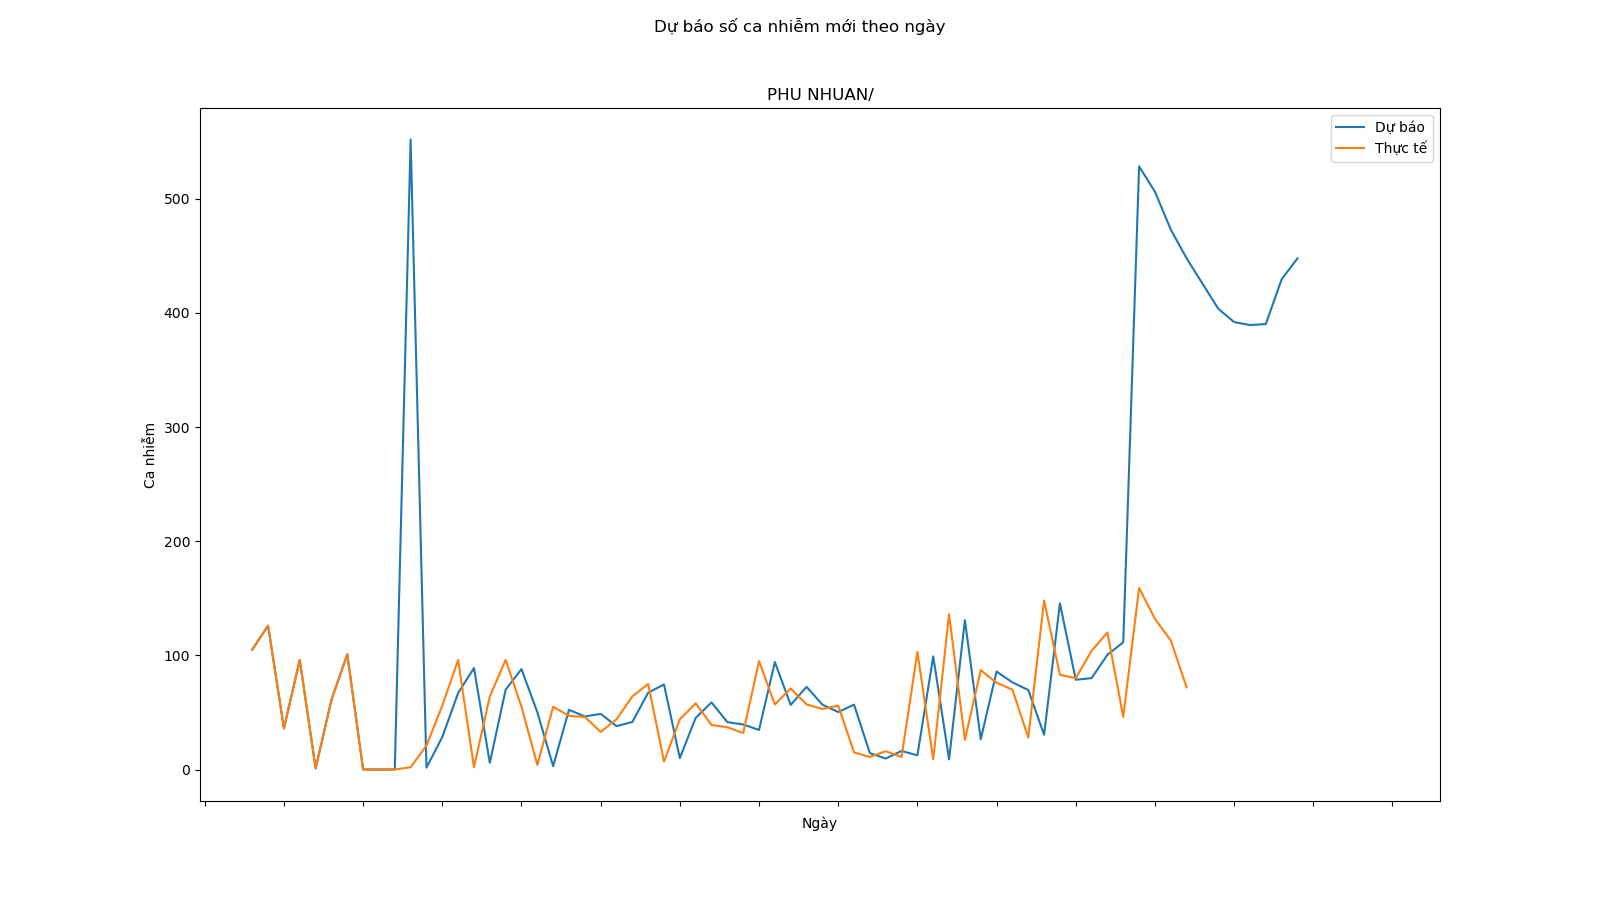 Dự báo số ca nhiễm mới theo ngày
PHU NHUAN/
Dự báo
Thực tế
500
400
300
200
100
0
Ca nhiễm
Ngày